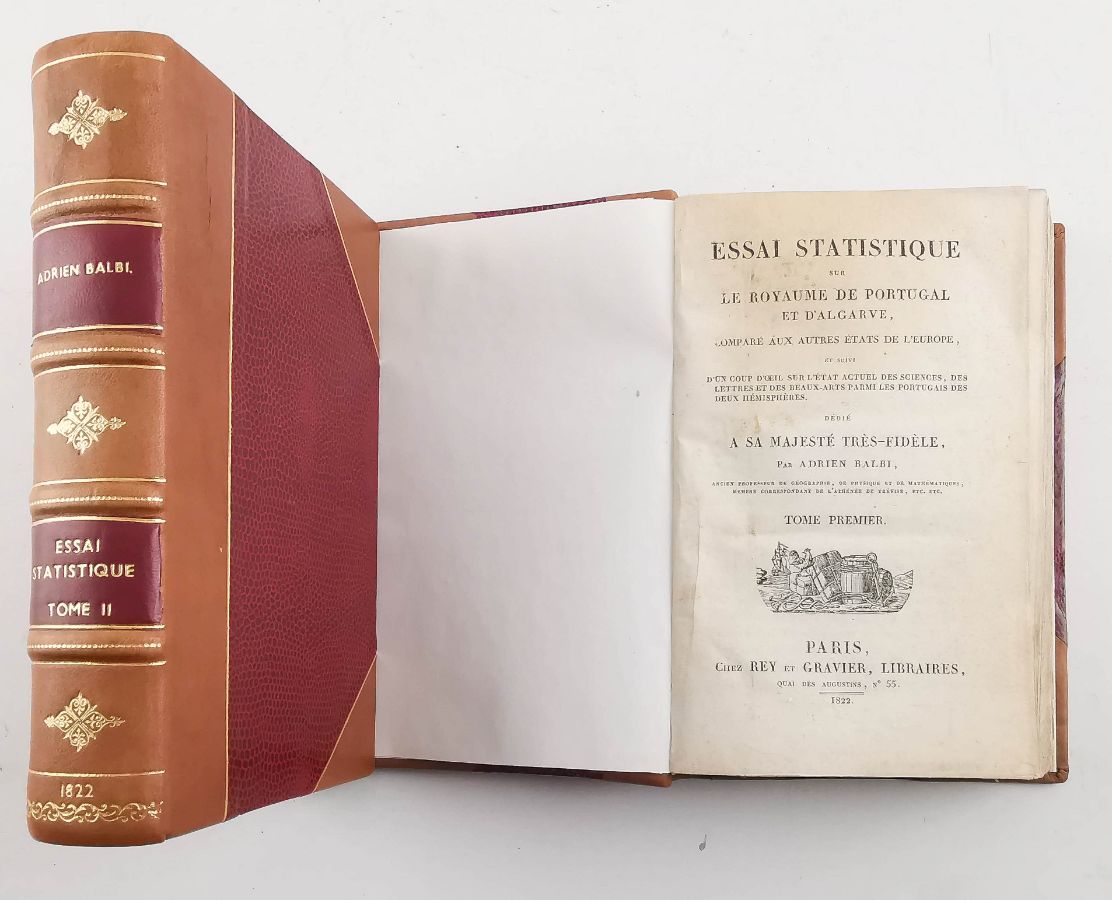 ADRIEN BALBI.
ESSAI
STATISTIQUE
TOME II
1822
ESSAI STATISTIQUE
SUR
LE ROYAUME DE PORTUGAL
ET D'ALGARVE,
COMPARÉ AUX AUTRES ÉTATS DE L'EUROPE,
ET SUIVI
D'UN COUP D'ŒIL SUR L'ÉTAT ACTUEL DES SCIENCES, DES
LETTRES ET DES BEAUX-ARTS PARMI LES PORTUGAIS DES
DEUX HÉMISPHÈRES.
DÉDIÉ
A SA MAJESTÉ TRÈS-FIDÈLE,
PAR ADRIEN BALBI,
ANCIEN PROFESSEUR DE GÉOGRAPHIE, DE PHYSIQUE ET DE MATHÉMATIQUES,
MEMBRE CORRESPONDANT DE L'ATHÉNÉE DE TRÉVISE, ETC. ETC.
TOME PREMIER.
PARIS,
CHEZ REY ET GRAVIER, LIBRAIRES,
QUAI DES AUGUSTINS, N° 55.
1822.